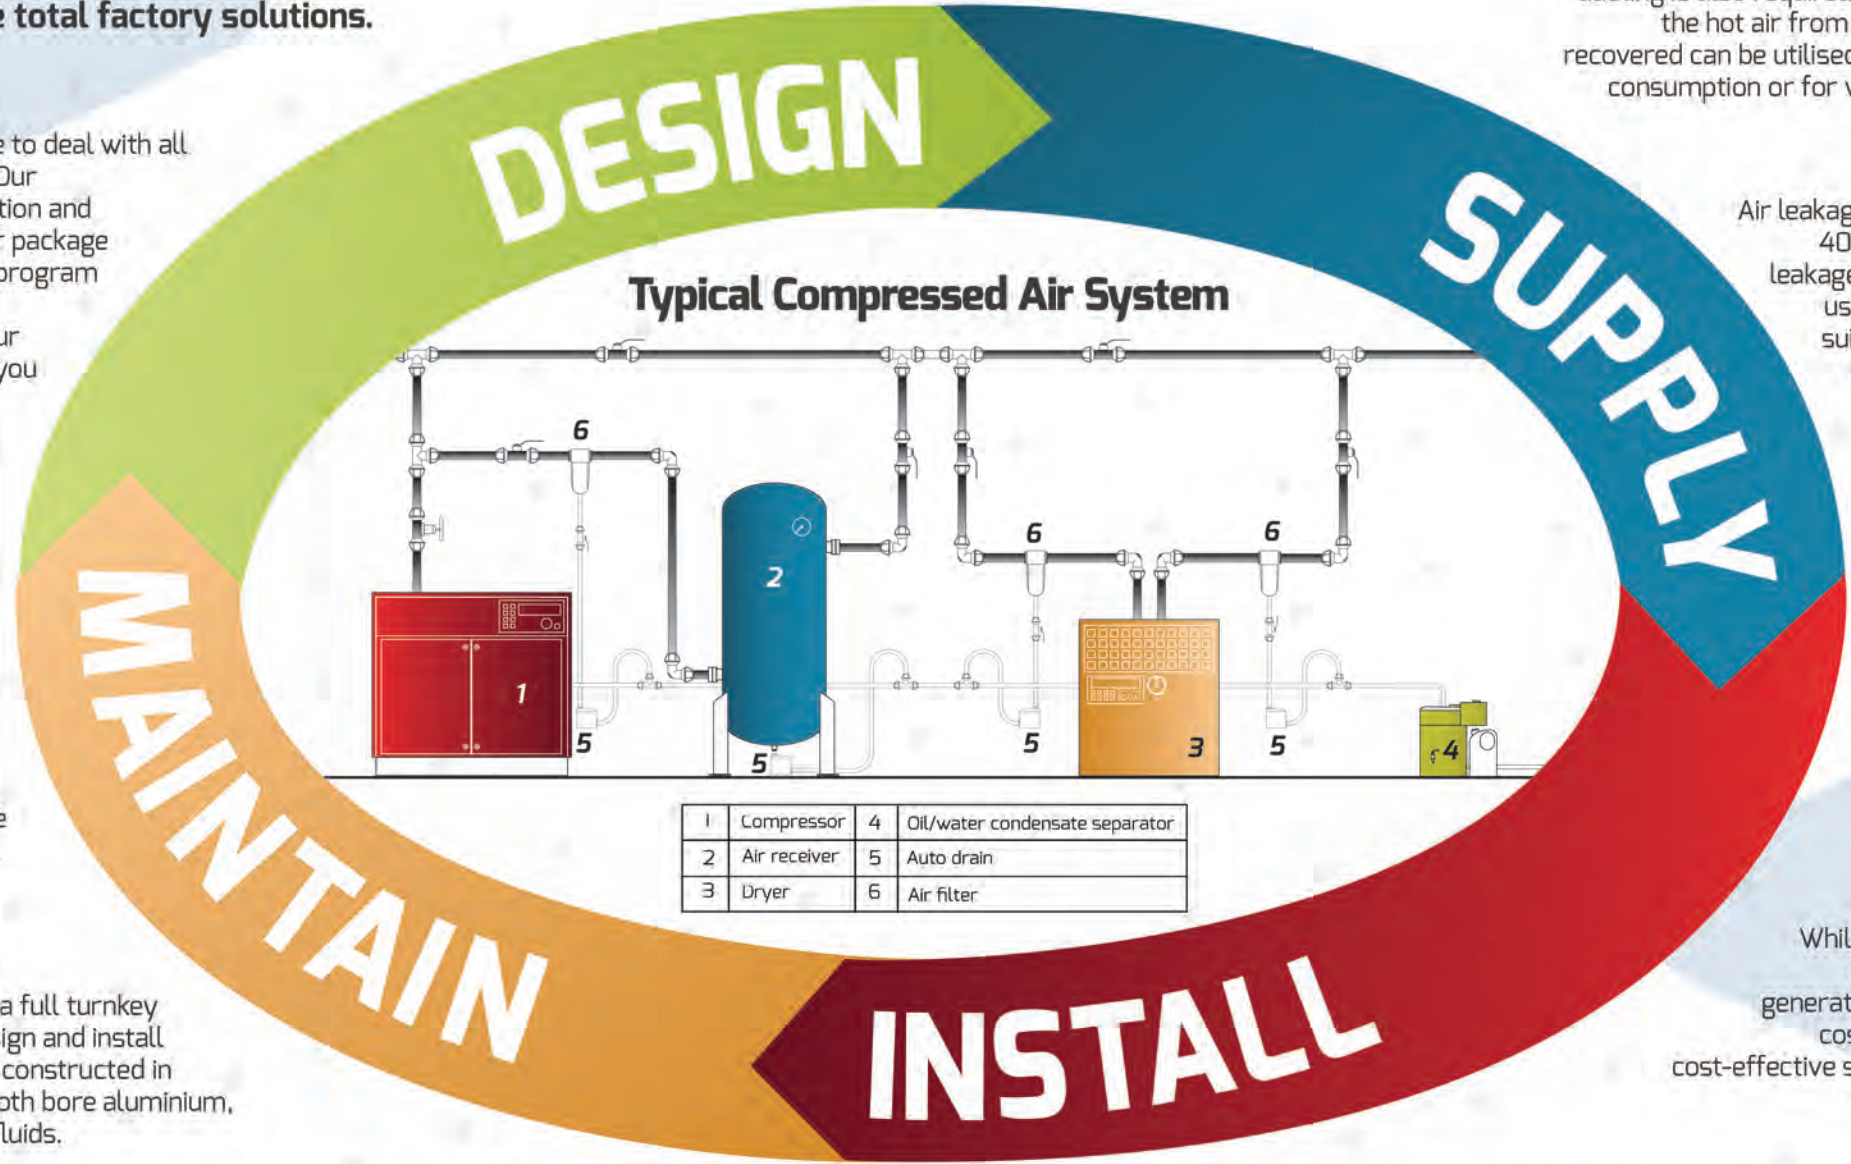 e total factory solutions.
the hot air from
recovered can be utilised
consumption or for v
e to deal with all
Our
tion and
r package
program
ur
you
DESIGN
SUPPLY
Air leakag
40
leakage
us
sui
Typical Compressed Air System
6
2
6
6
1
5
5
5
3
5
4
1 Compressor 4 Oil/water condensate separator
2 Air receiver 5 Auto drain
3 Dryer 6 Air filter
MAINTAIN
INSTALL
e
a full turnkey
sign and install
constructed in
oth bore aluminium,
luids.
Whil
generat
cos
cost-effective s